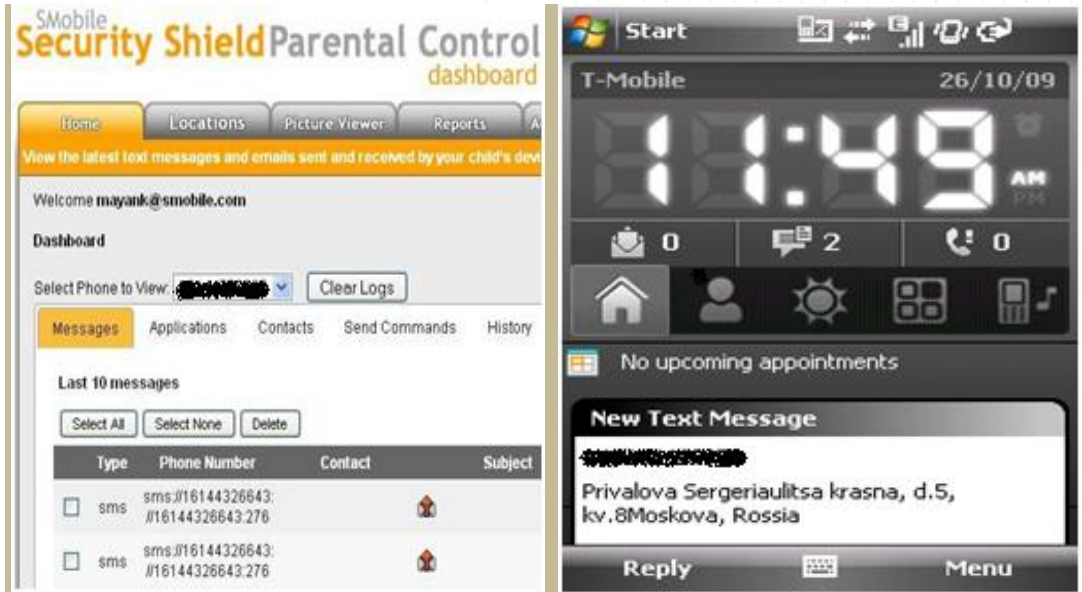 SMobile
Security Shield Parental Control
dashboard
Home Locations Picture Viewer Reports A
View the latest text messages and emails sent and received by your child's devi
Welcome mayank@smobile.com
Dashboard
Select Phone to View: Clear Logs
Messages Applications Contacts Send Commands History
Last 10 messages
Select All Select None Delete
Type Phone Number Contact Subject
sms sms://16144326643:
//16144326643:276
sms sms://16144326643:
//16144326643:276
Start
T-Mobile 26/10/09
11:49 AM
PM
0 2 0
No upcoming appointments
New Text Message
Privalova Sergeriaulitsa krasna, d.5,
kv.8Moskova, Rossia
Reply Menu